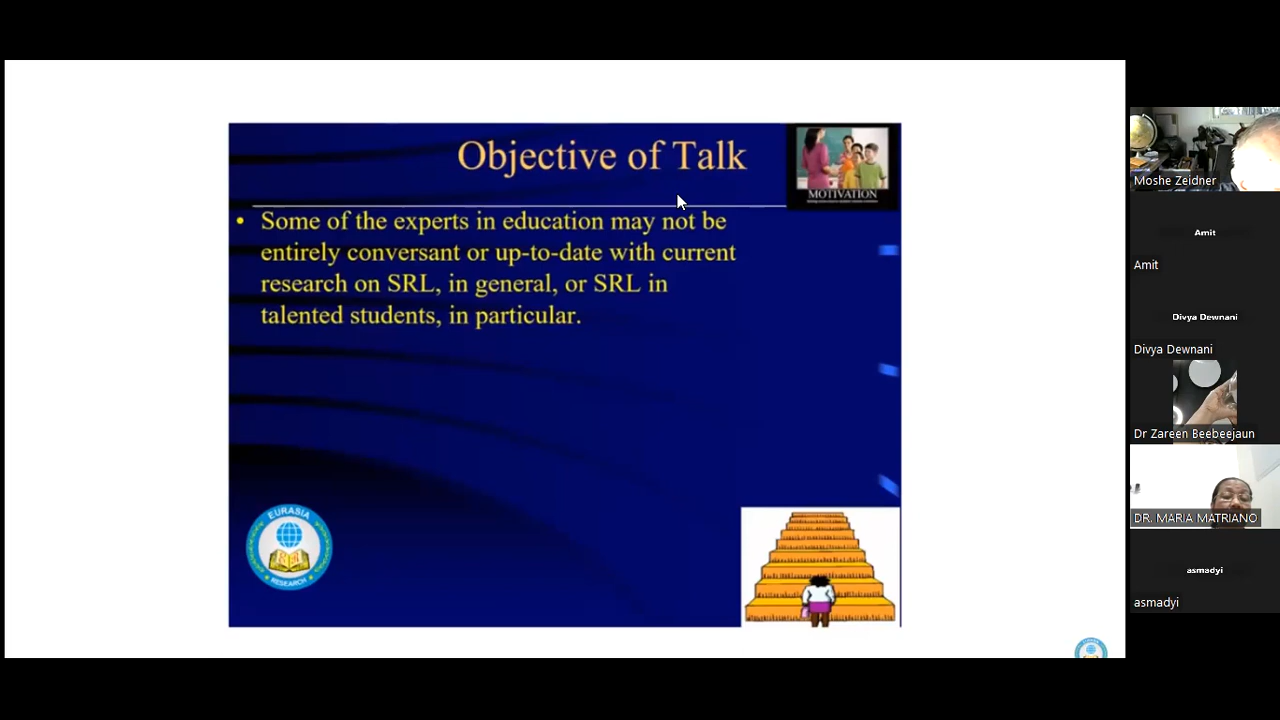 Objective of Talk
MOTIVATION
• Some of the experts in education may not be
entirely conversant or up-to-date with current
research on SRL, in general, or SRL in
talented students, in particular.
EURASIA
RESEARCH
Moshe Zeidner
Amit
Amit
Divya Dewnani
Divya Dewnani
Dr Zareen Beebeejaun
DR. MARIA MATRIANO
asmadyi
asmadyi